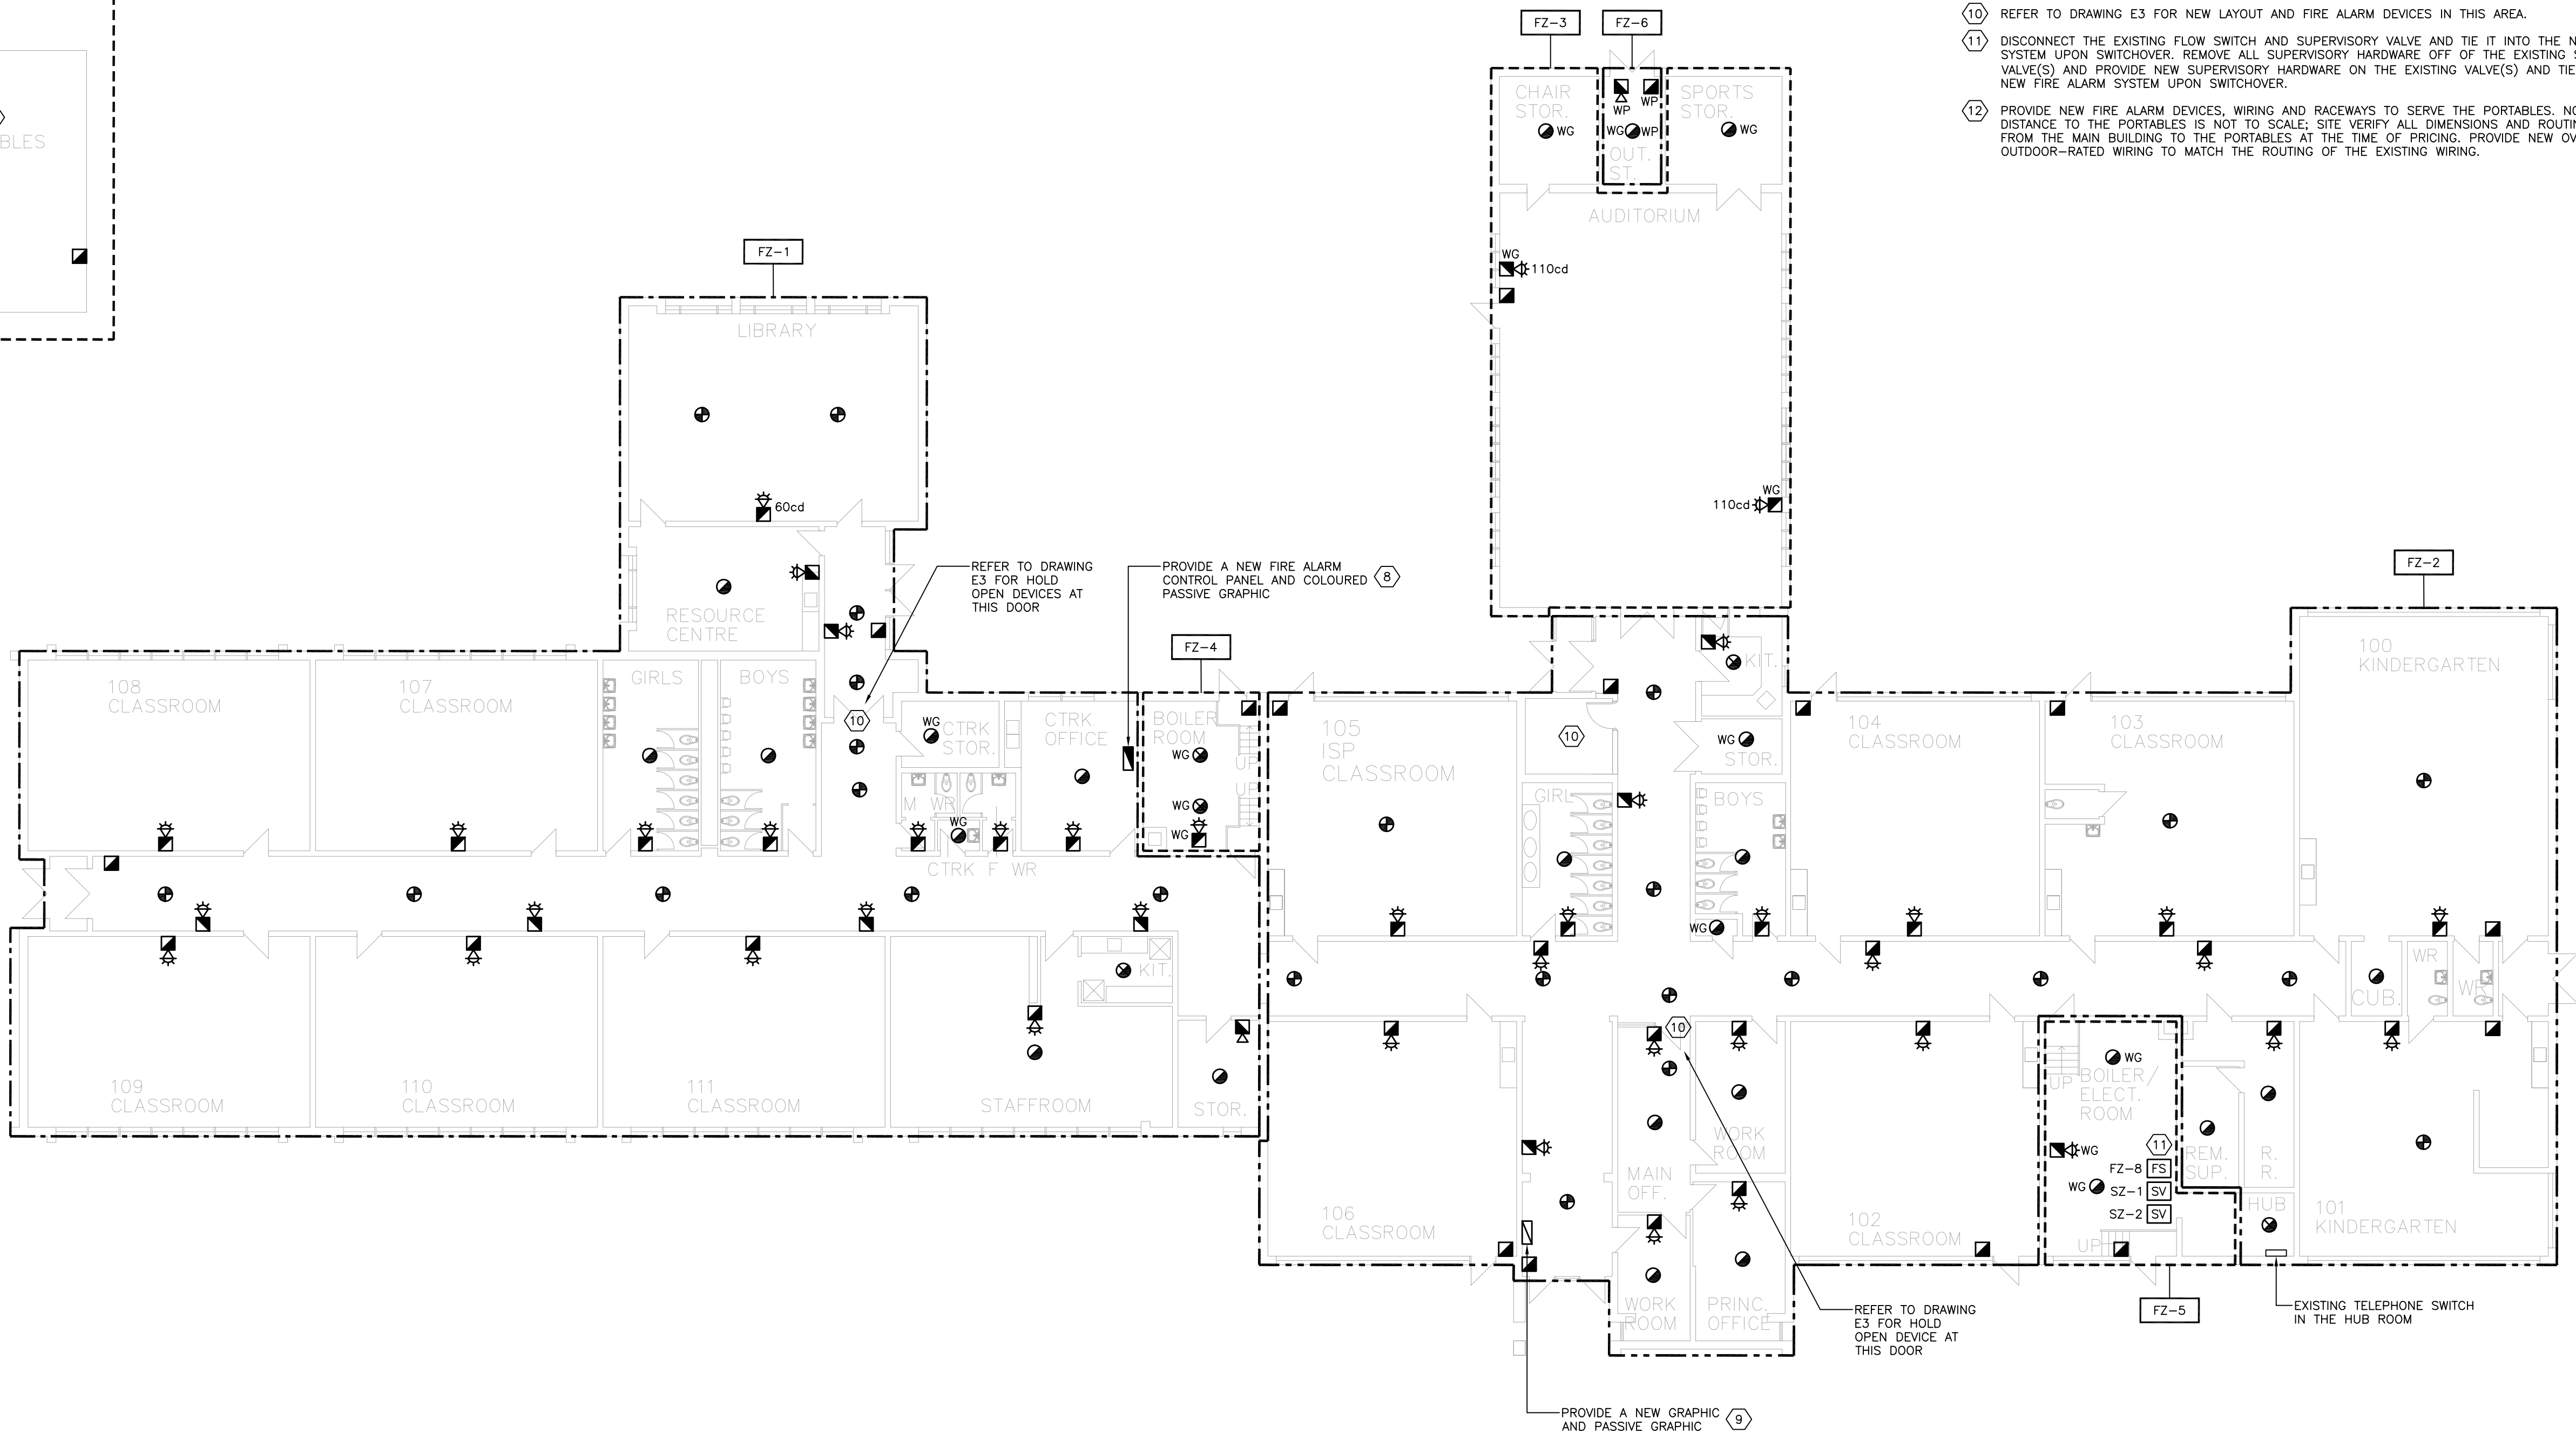 FZ-3
FZ-6
10 REFER TO DRAWING E3 FOR NEW LAYOUT AND FIRE ALARM DEVICES IN THIS AREA.
11 DISCONNECT THE EXISTING FLOW SWITCH AND SUPERVISORY VALVE AND TIE IT INTO THE
SYSTEM UPON SWITCHOVER. REMOVE ALL SUPERVISORY HARDWARE OFF OF THE EXISTING
VALVE(S) AND PROVIDE NEW SUPERVISORY HARDWARE ON THE EXISTING VALVE(S) AND TIE
NEW FIRE ALARM SYSTEM UPON SWITCHOVER.
12 PROVIDE NEW FIRE ALARM DEVICES, WIRING AND RACEWAYS TO SERVE THE PORTABLES.
DISTANCE TO THE PORTABLES IS NOT TO SCALE; SITE VERIFY ALL DIMENSIONS AND
FROM THE MAIN BUILDING TO THE PORTABLES AT THE TIME OF PRICING. PROVIDE NEW
OUTDOOR-RATED WIRING TO MATCH THE ROUTING OF THE EXISTING WIRING.
BLES
CHAIR
STOR.
WG
WP
WP
WG
WP
OUT.
ST.
SPORTS
STOR.
WG
AUDITORIUM
WG
110cd
WG
110cd
FZ-1
LIBRARY
60cd
RESOURCE
CENTRE
REFER TO DRAWING
E3 FOR HOLD
OPEN DEVICES AT
THIS DOOR
PROVIDE A NEW FIRE ALARM
CONTROL PANEL AND COLOURED 8
PASSIVE GRAPHIC
FZ-4
FZ-2
108
CLASSROOM
107
CLASSROOM
GIRLS
BOYS
10
WG
CTRK
STOR.
CTRK
OFFICE
BOILER
ROOM
WG
UP
UP
WG
WG
M WR
WG
CTRK F WR
105
ISP
CLASSROOM
10
KIT.
WG
STOR.
GIRL
BOYS
WG
104
CLASSROOM
103
CLASSROOM
100
KINDERGARTEN
109
CLASSROOM
110
CLASSROOM
111
CLASSROOM
STAFFROOM
KIT.
STOR.
CUB.
WR
WR
10
106
CLASSROOM
MAIN
OFF.
WORK
ROOM
WORK
ROOM
PRINC.
OFFICE
102
CLASSROOM
UP
WG
BOILER/
ELECT.
ROOM
WG
11
FZ-8 FS
WG
SZ-1 SV
SZ-2 SV
UP
REM.
SUP.
R.
R.
HUB
101
KINDERGARTEN
FZ-5
EXISTING TELEPHONE SWITCH
IN THE HUB ROOM
REFER TO DRAWING
E3 FOR HOLD
OPEN DEVICE AT
THIS DOOR
PROVIDE A NEW GRAPHIC
AND PASSIVE GRAPHIC 9